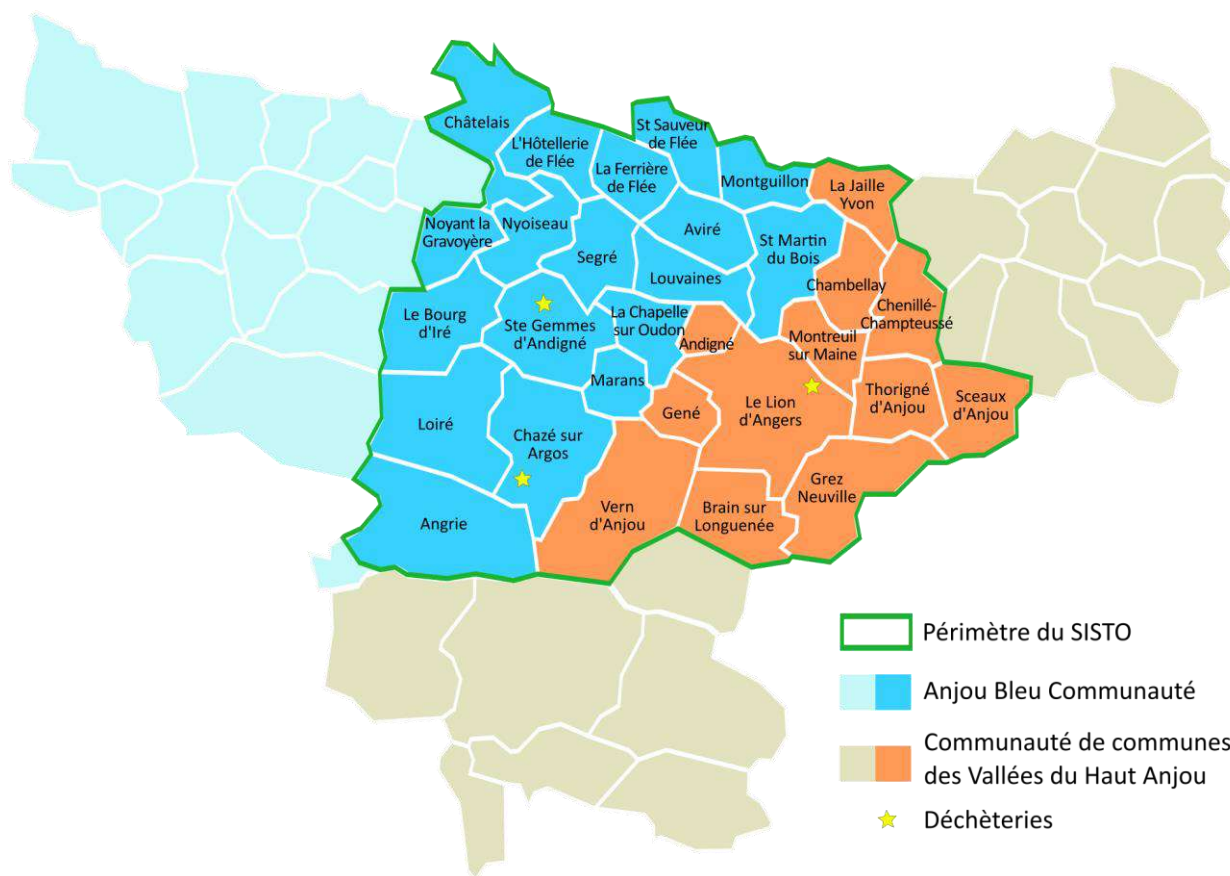 Châtelais
L'Hôtellerie
de Flée
La Ferrière
de Flée
St Sauveur
de Flée
Montguillon
La Jaille
Yvon
Noyant la
Gravoyère
Nyoiseau
Segré
Aviré
Louvaines
St Martin
du Bois
Chambellay
Chenillé-
Champteussé
Le Bourg
d'Iré
Ste Gemmes
d'Andigné
La Chapelle
sur Oudon
Andigné
Montreuil
sur Maine
Marans
Gené
Le Lion
d'Angers
Thorigné
d'Anjou
Sceaux
d'Anjou
Loiré
Chazé sur
Argos
Angrie
Vern
d'Anjou
Brain sur
Longuenée
Grez
Neuville
Périmètre du SISTO
Anjou Bleu Communauté
Communauté de communes
des Vallées du Haut Anjou
Déchèteries